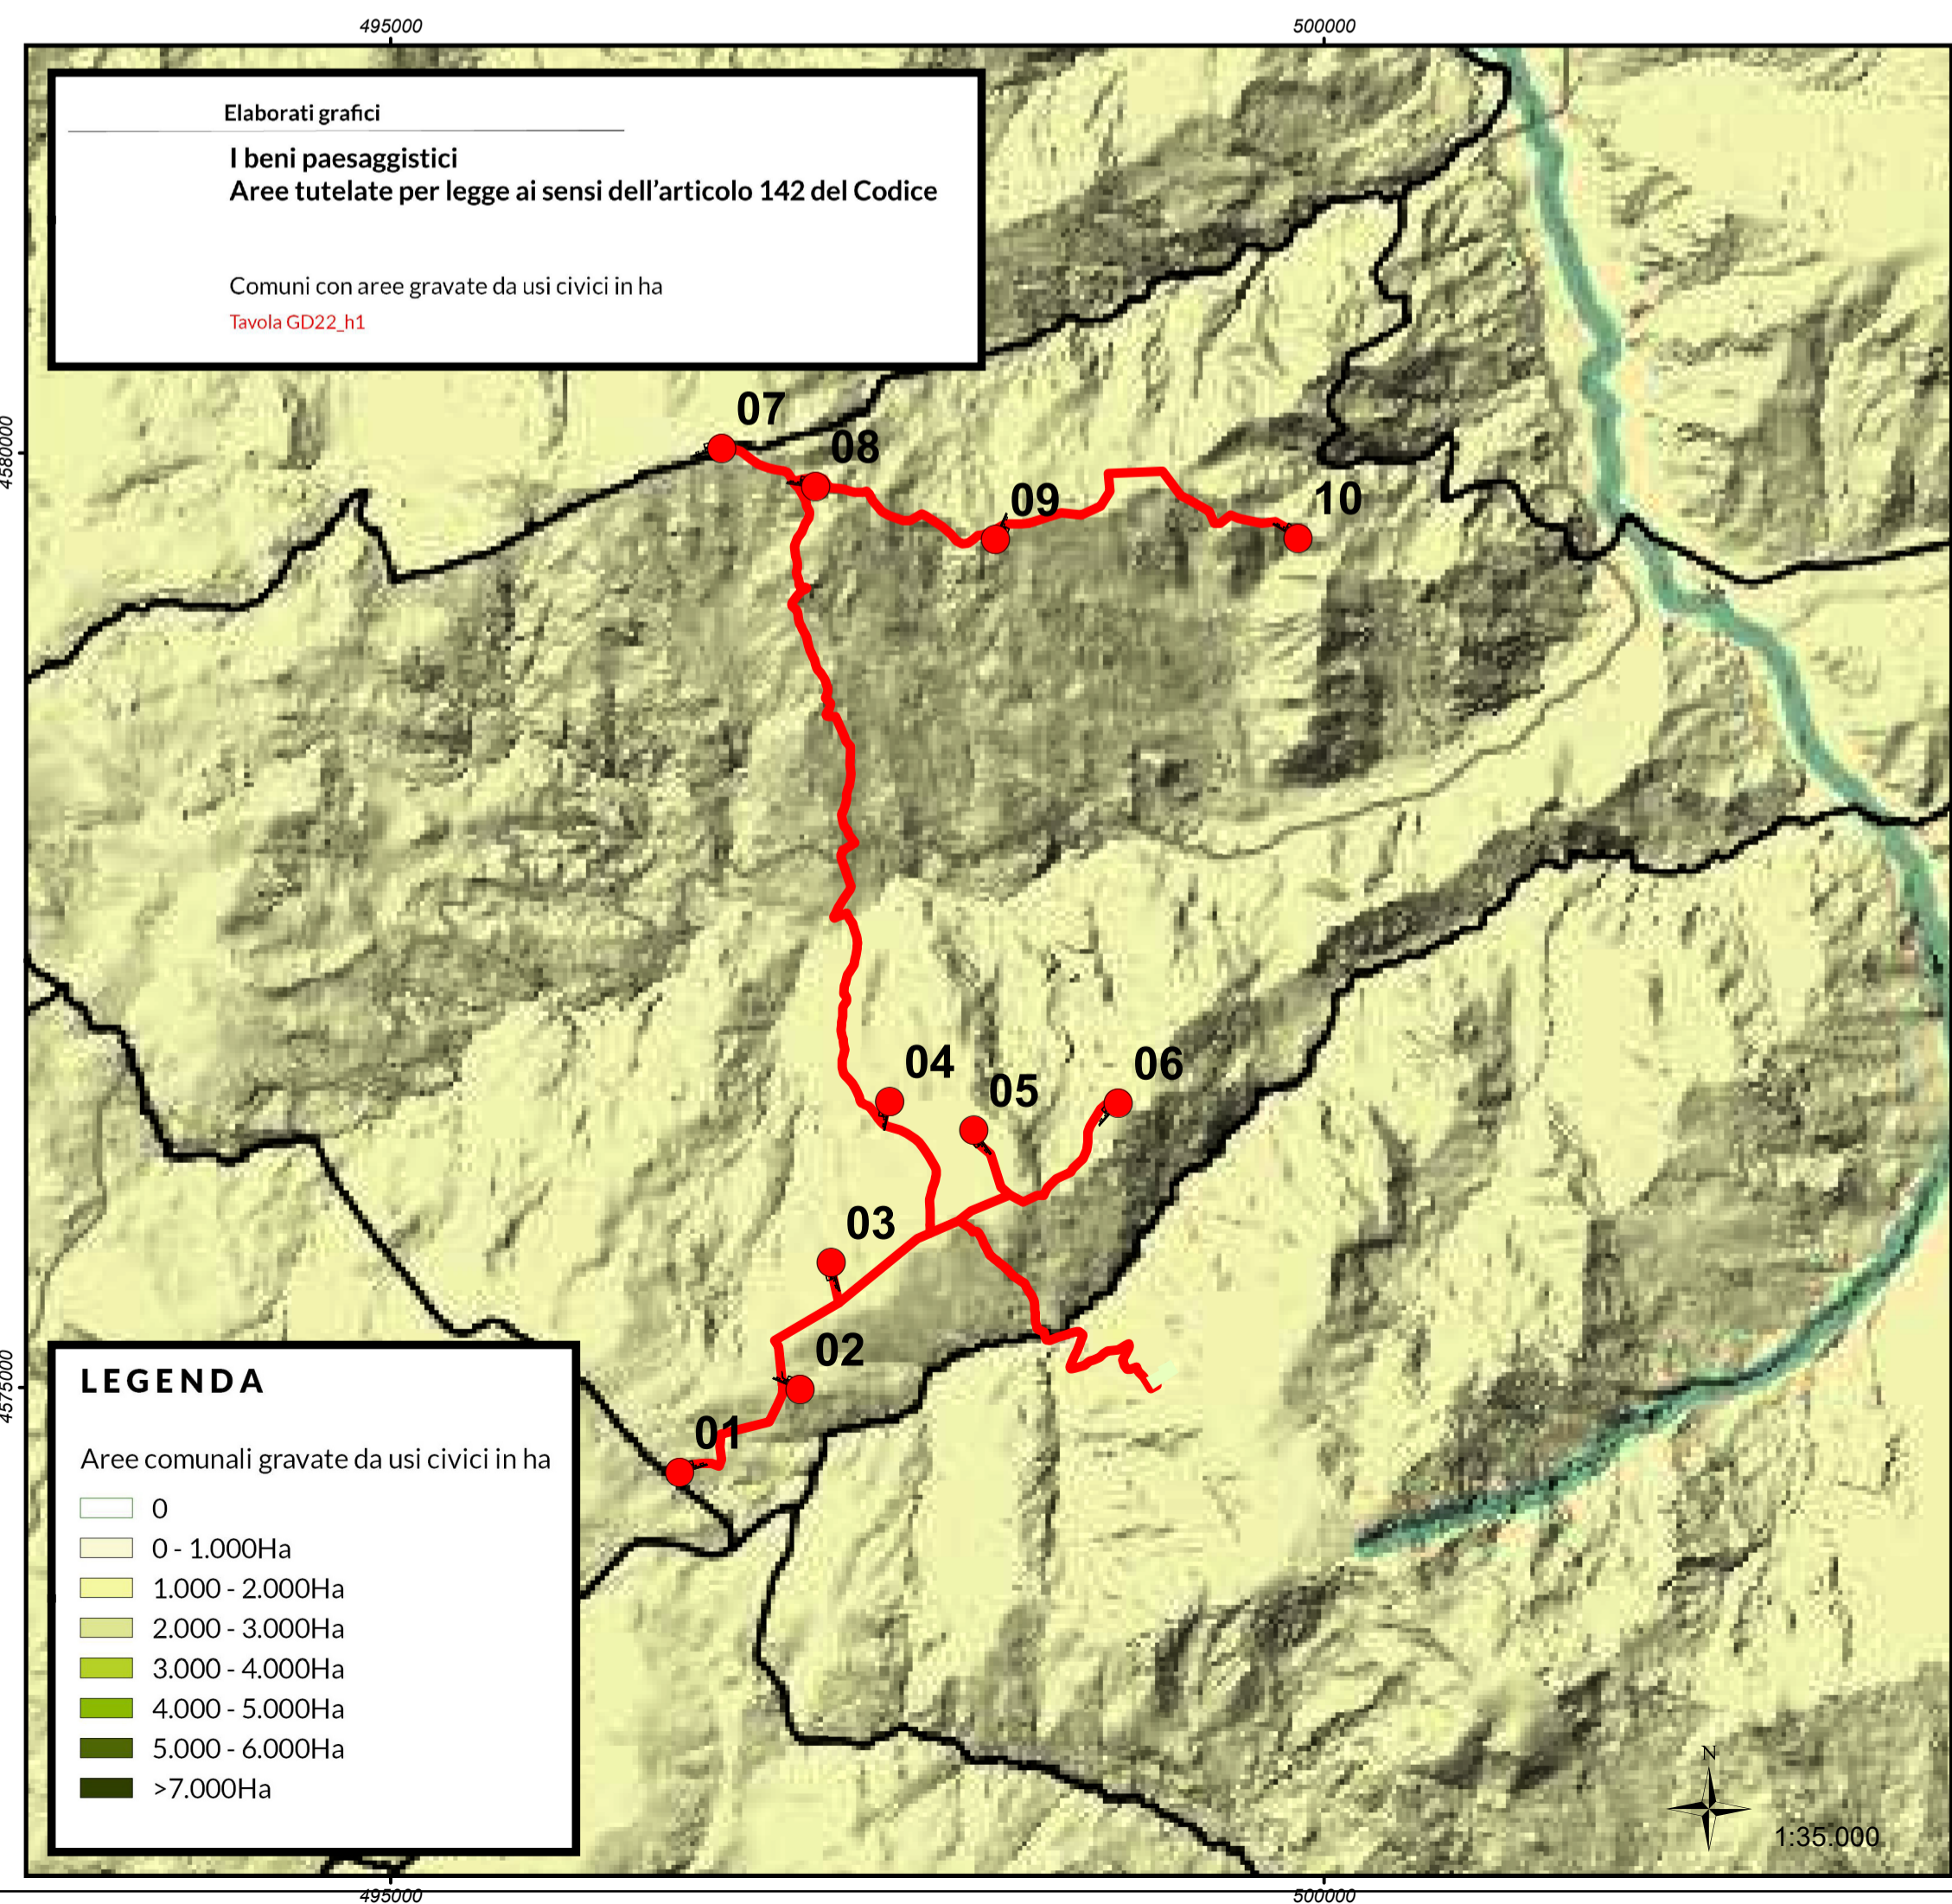 495000
500000
Elaborati grafici
I beni paesaggistici
Aree tutelate per legge ai sensi dell'articolo 142 del Codice
Comuni con aree gravate da usi civici in ha
Tavola GD22_h1
07
08
4580000
09
10
04
05
06
03
02
4575000
01
LEGENDA
Aree comunali gravate da usi civici in ha
0
0 - 1.000Ha
1.000 - 2.000Ha
2.000 - 3.000Ha
3.000 - 4.000Ha
4.000 - 5.000Ha
5.000 - 6.000Ha
>7.000Ha
N
1:35.000
495000
500000